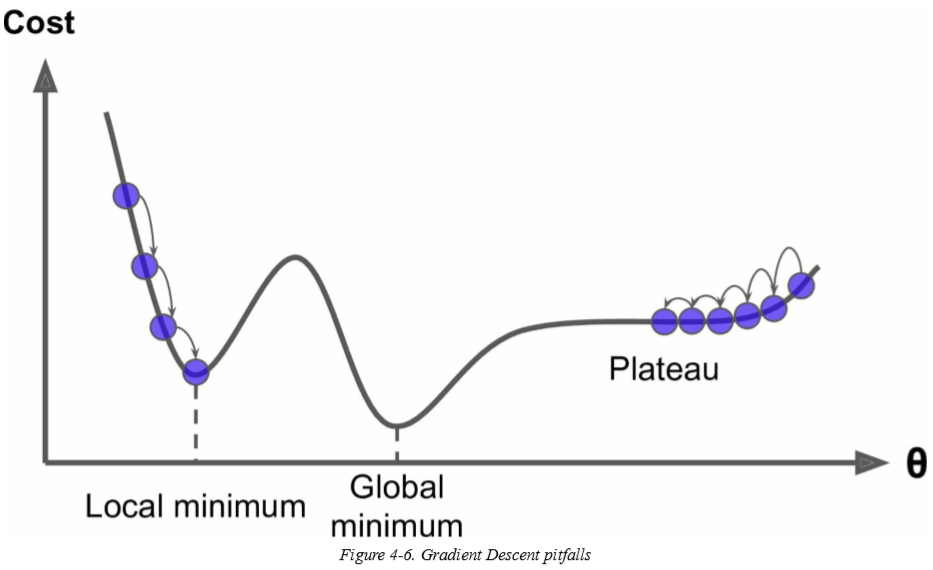 Cost
Plateau
θ
Local minimum
Global
minimum
Figure 4-6. Gradient Descent pitfalls